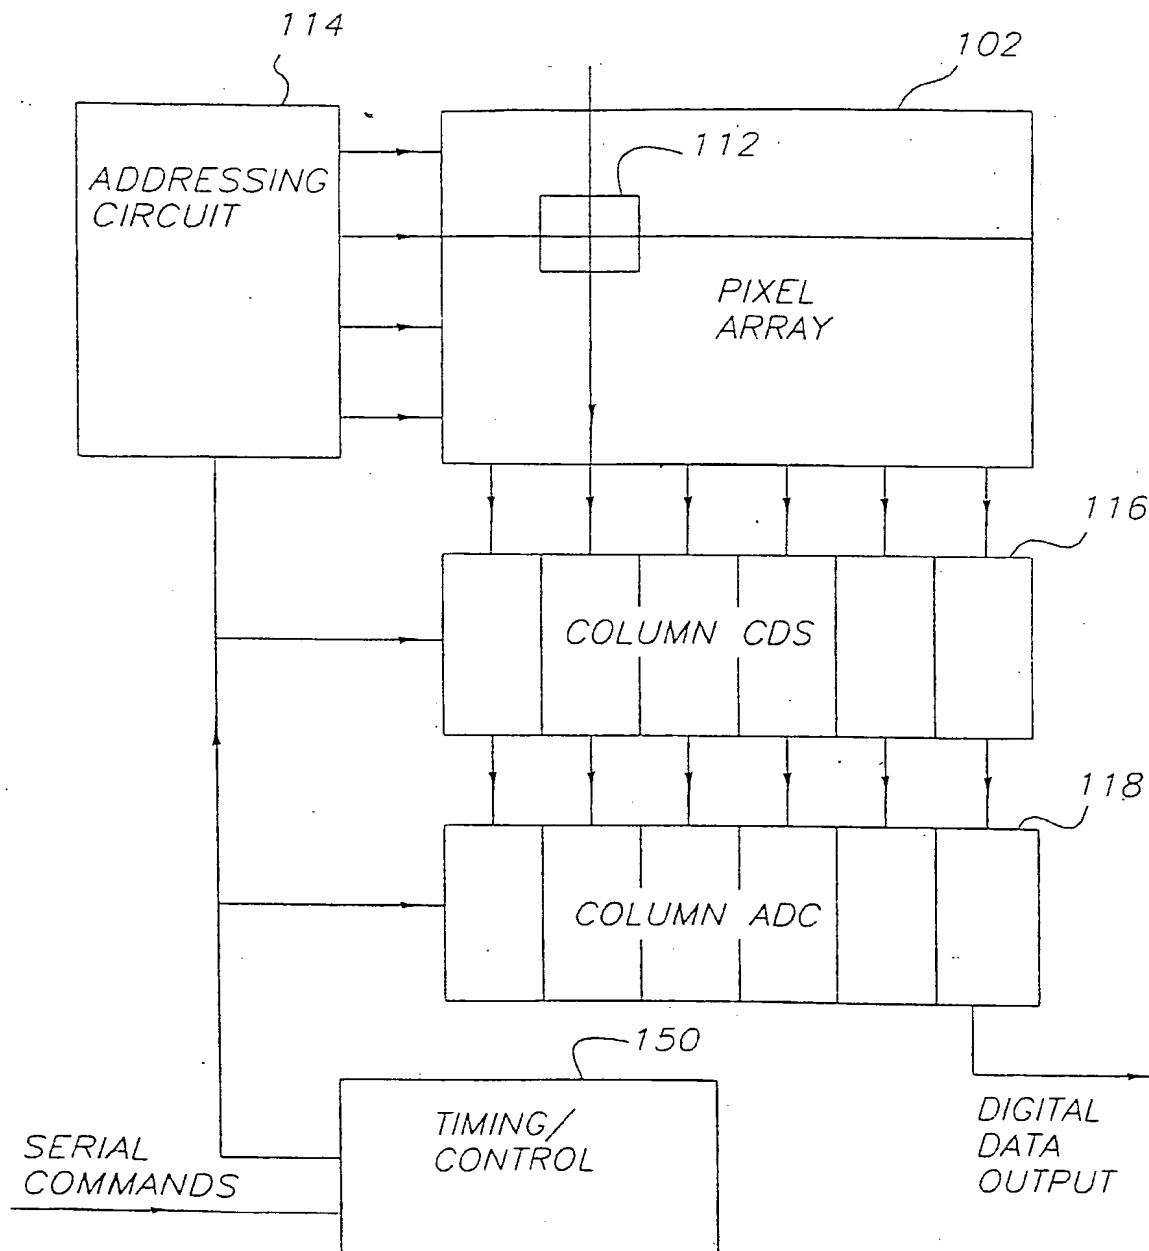 114
102
112
ADDRESSING
CIRCUIT
PIXEL
ARRAY
116
COLUMN CDS
118
COLUMN ADC
150
TIMING/
CONTROL
SERIAL
COMMANDS
DIGITAL
DATA
OUTPUT